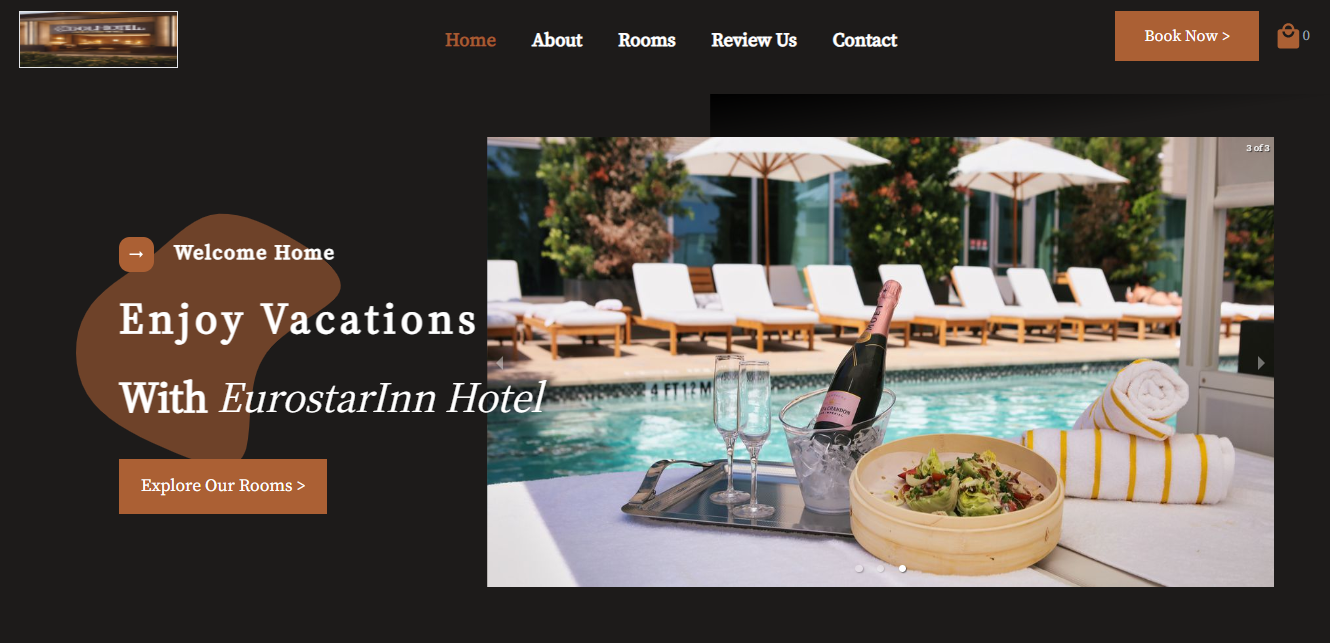 Home
About
Rooms
Review Us
Contact
Book Now >
0
3 of 3
→ Welcome Home
Enjoy Vacations
With EurostarInn Hotel
Explore Our Rooms >
4 FT 12 M